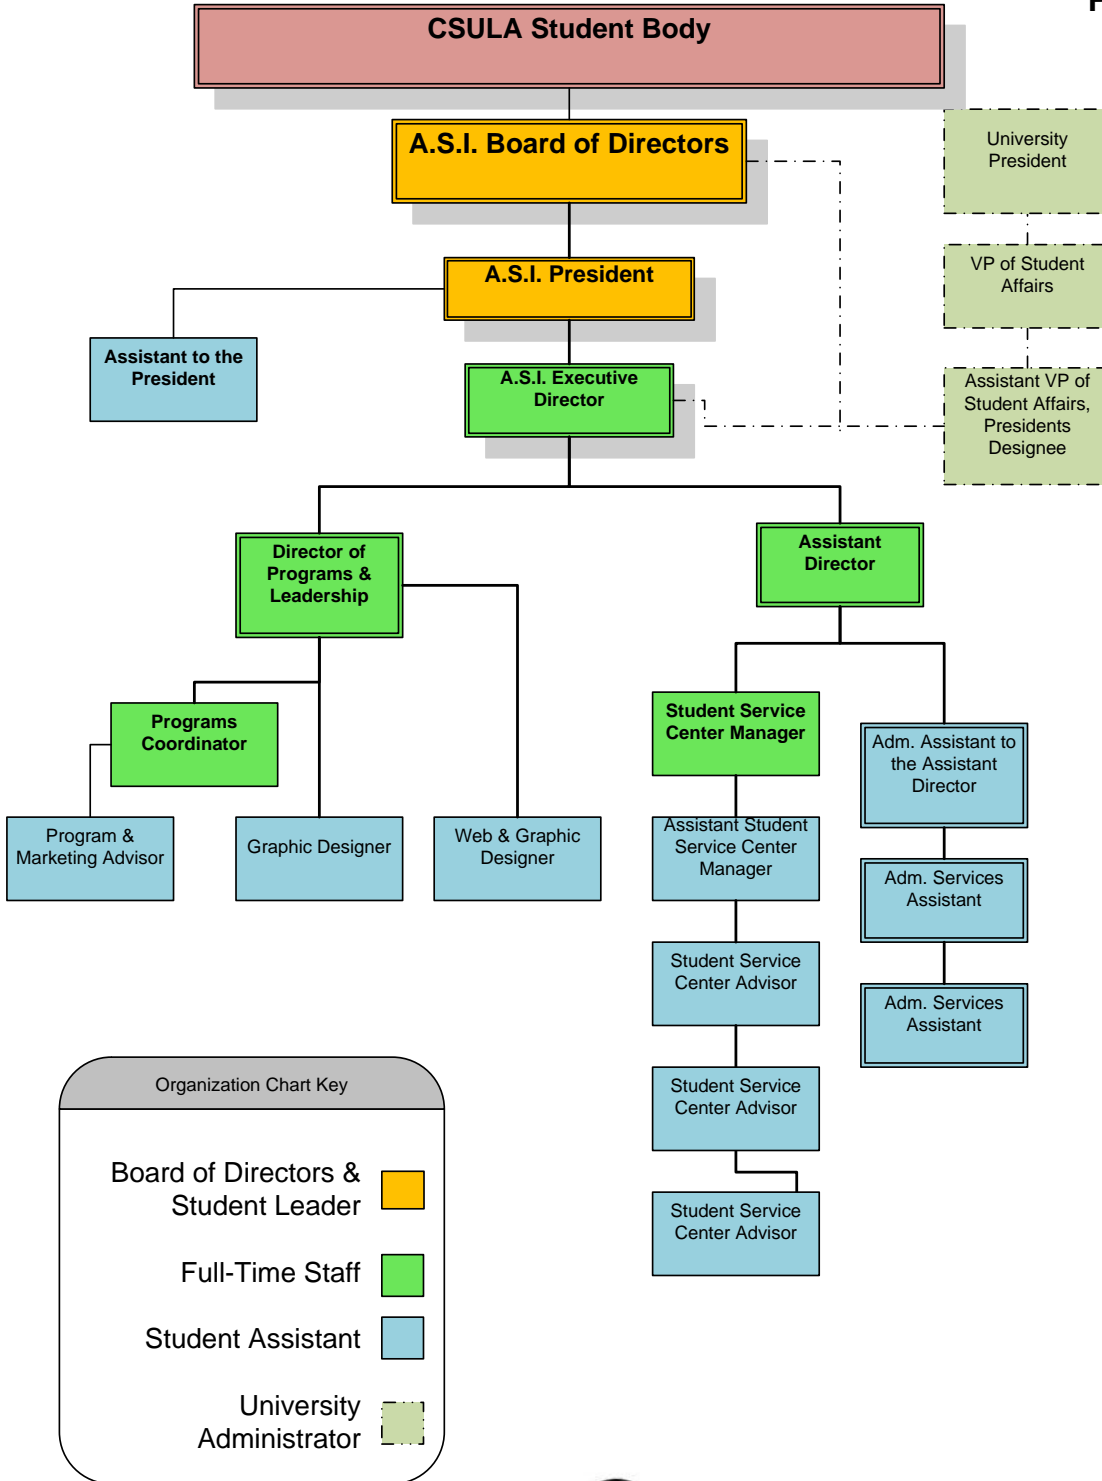 CSULA Student Body
A.S.I. Board of Directors
University
President
A.S.I. President
VP of Student
Affairs
Assistant to the
President
A.S.I. Executive
Director
Assistant VP of
Student Affairs,
Presidents
Designee
Director of
Programs &
Leadership
Assistant
Director
Programs
Coordinator
Student Service
Center Manager
Adm. Assistant to
the Assistant
Director
Program &
Marketing Advisor
Graphic Designer
Web & Graphic
Designer
Assistant Student
Service Center
Manager
Adm. Services
Assistant
Student Service
Center Advisor
Adm. Services
Assistant
Student Service
Center Advisor
Student Service
Center Advisor
Organization Chart Key
Board of Directors &
Student Leader
Full-Time Staff
Student Assistant
University
Administrator